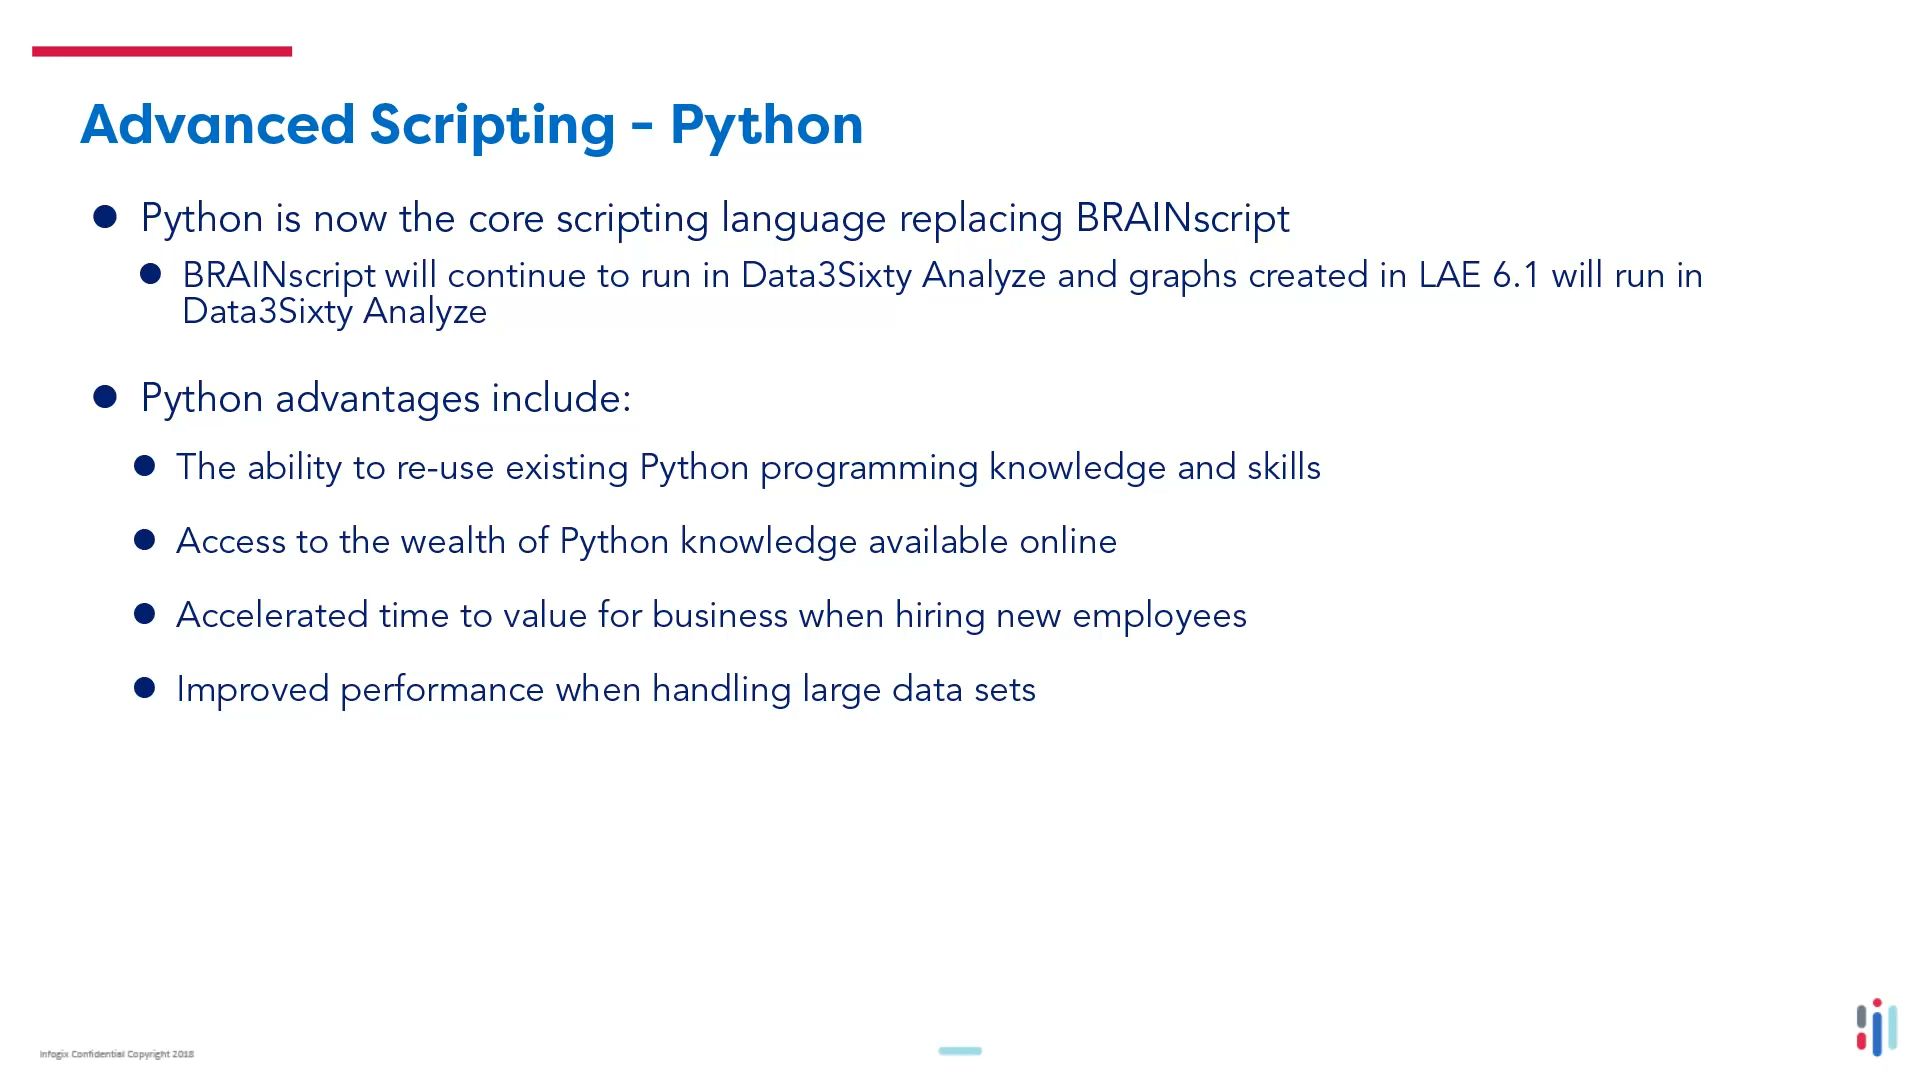 Advanced Scripting - Python
Python is now the core scripting language replacing BRAINscript
BRAINscript will continue to run in Data3Sixty Analyze and graphs created in LAE 6.1 will run in
Data3Sixty Analyze
Python advantages include:
The ability to re-use existing Python programming knowledge and skills
Access to the wealth of Python knowledge available online
Accelerated time to value for business when hiring new employees
Improved performance when handling large data sets
Infogix Confidential Copyright 2018